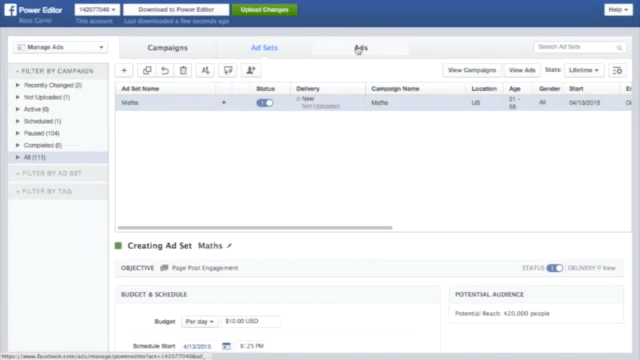 Power Editor
Ross Carrel
142077040
This account
Download to Power Editor
Last downloaded a few seconds ago
Upload Changes
Help
Manage Ads
Campaigns
Ad Sets
Ads
Search Ad Sets
FILTER BY CAMPAIGN
Recently Changed (2)
Not Uploaded (1)
Active (0)
Scheduled (1)
Paused (104)
Completed (6)
All (111)
+ FILTER BY AD SET
+ FILTER BY TAG
View Campaigns
View Ads
Stats:
Lifetime
Ad Set Name
Status
Delivery
Campaign Name
Location
Age
Gender
Start
Maths
New
Not Uploaded
Maths
US
21 -
All
04/13/2015
Creating Ad Set Maths
OBJECTIVE Page Post Engagement
STATUS
DELIVERY New
BUDGET & SCHEDULE
Budget
Per day
$10.00 USD
Schedule Start
4/13/2015
8: 25 PM
POTENTIAL AUDIENCE
Potential Reach: 420,000 people
https://www.facebook.com/ads/manage/powereditor?act=142077040&ad_